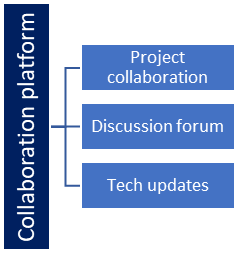 Collaboration platform
Project
collaboration
Discussion forum
Tech updates